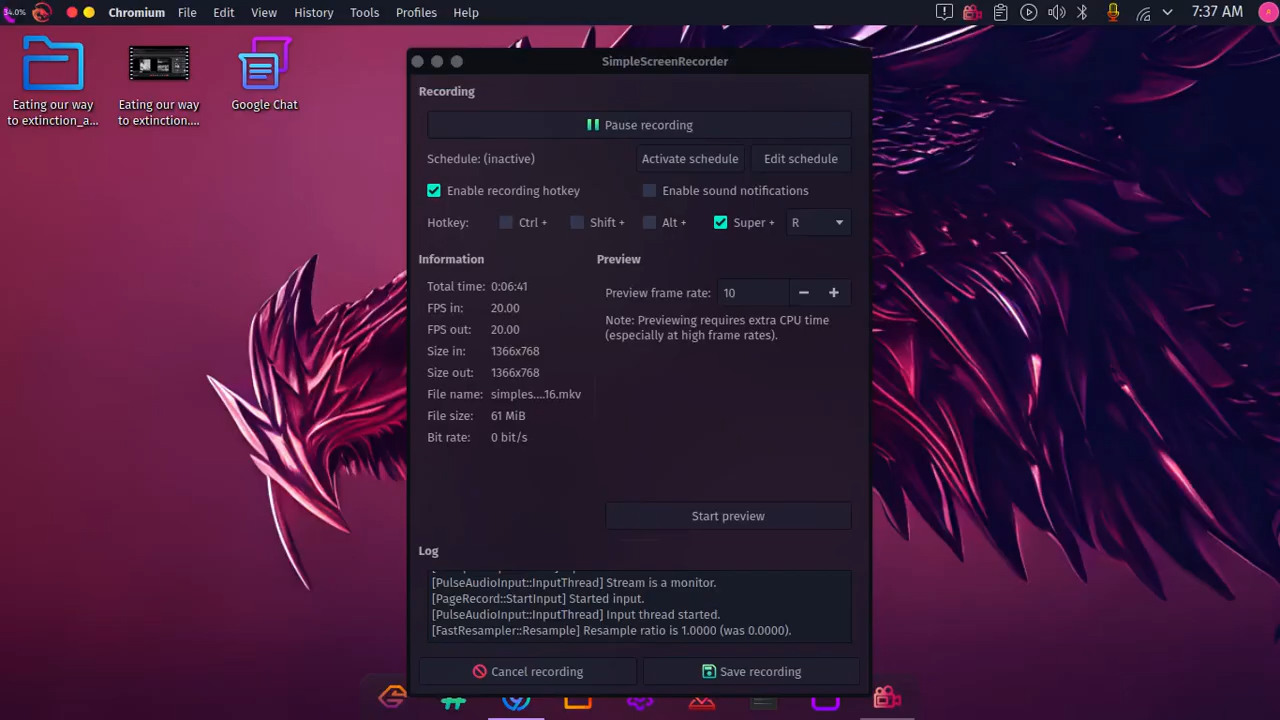 34.0%
Chromium File Edit View History Tools Profiles Help
7:37 AM
Eating our way
to extinction_a...
Eating our way
to extinction....
Google Chat
SimpleScreenRecorder
Recording
Pause recording
Schedule: (inactive)
Activate schedule
Edit schedule
Enable recording hotkey
Enable sound notifications
Hotkey: Ctrl + Shift + Alt + Super + R
Information
Total time: 0:06:41
FPS in: 20.00
FPS out: 20.00
Size in: 1366x768
Size out: 1366x768
File name: simples....16.mkv
File size: 61 MiB
Bit rate: 0 bit/s
Preview
Preview frame rate: 10
Note: Previewing requires extra CPU time
(especially at high frame rates).
Start preview
Log
[PulseAudioInput::InputThread] Stream is a monitor.
[PageRecord::StartInput] Started input.
[PulseAudioInput::InputThread] Input thread started.
[FastResampler::Resample] Resample ratio is 1.0000 (was 0.0000).
Cancel recording
Save recording